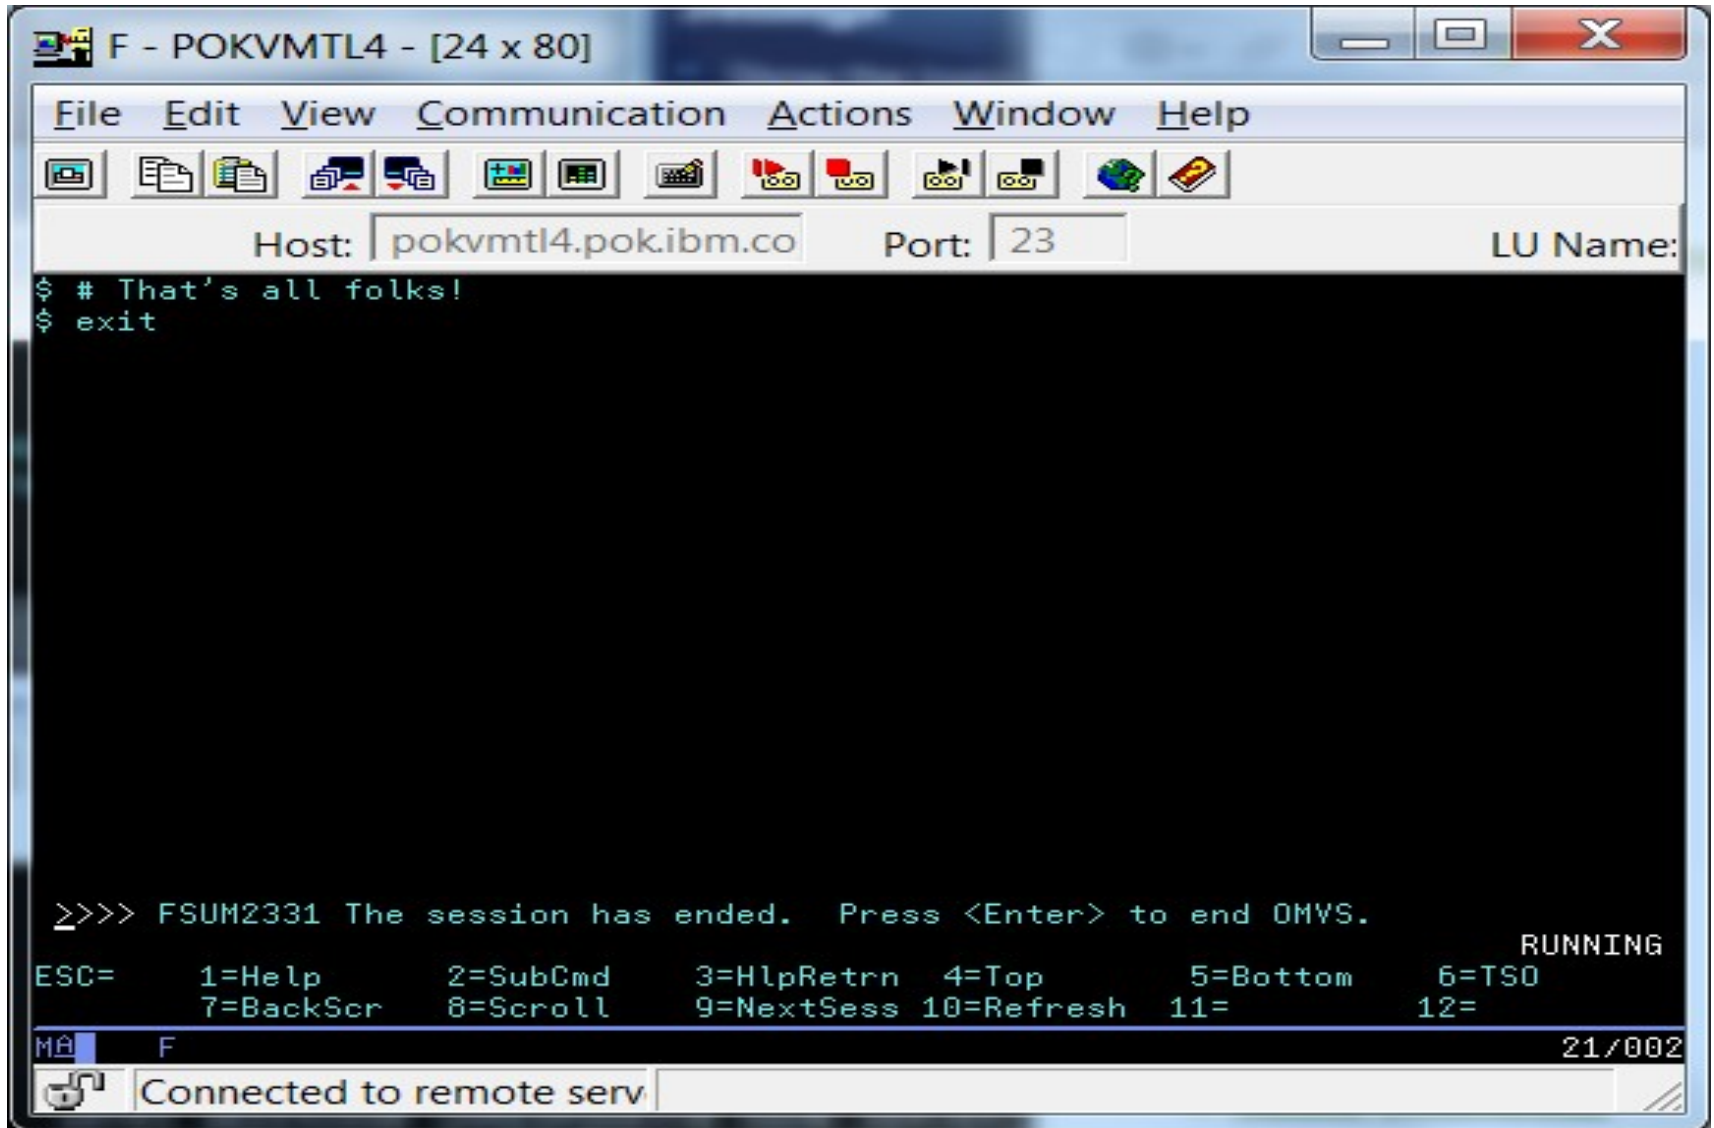 F - POKVMTL4 - [24 x 80]
File Edit View Communication Actions Window Help
Host: pokvmtl4.pok.ibm.co Port: 23 LU Name:
$ # That's all folks!
$ exit
>>>> FSUM2331 The session has ended. Press <Enter> to end OMVS.
RUNNING
ESC= 1=Help 2=SubCmd 3=HlpRetrn 4=Top 5=Bottom 6=TSO
7=BackScr 8=Scroll 9=NextSess 10=Refresh 11= 12=
MA F 21/002
Connected to remote serv